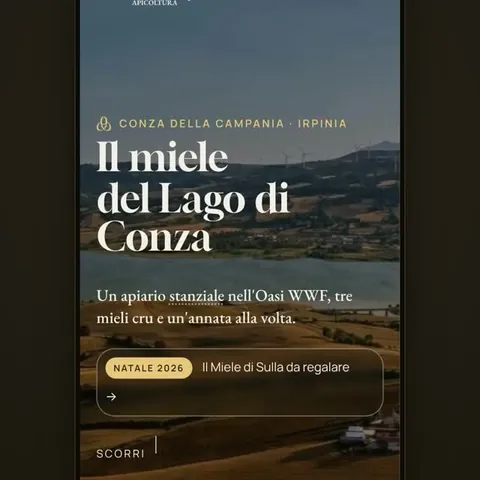 APICOLTURA
CONZA DELLA CAMPANIA · IRPINIA
Il miele
del Lago di
Conza
Un apiario stanziale nell'Oasi WWF, tre
mieli cru e un'annata alla volta.
NATALE 2026 Il Miele di Sulla da regalare
→
SCORRI